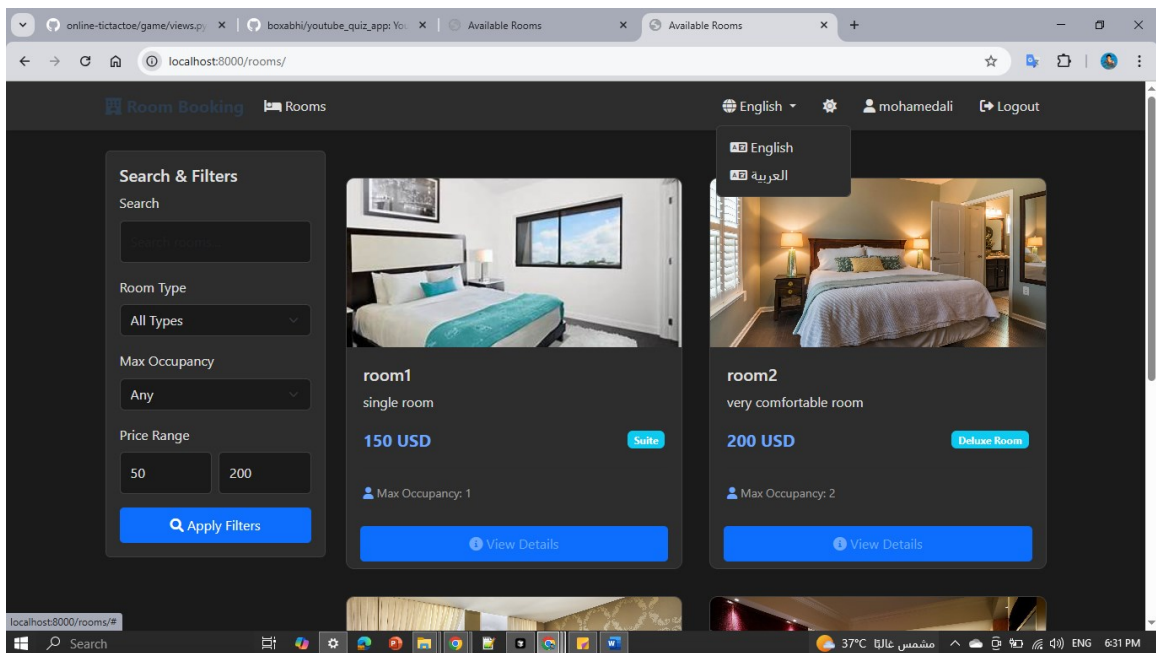 online-tictactoe/game/views.py
boxabhi/youtube_quiz_app: You
Available Rooms
Available Rooms
localhost:8000/rooms/
Room Booking
Rooms
English
mohamedali
Logout
English
العربية
Search & Filters
Search
Search rooms...
Room Type
All Types
Max Occupancy
Any
Price Range
50
200
Apply Filters
room1
single room
150 USD
Suite
Max Occupancy: 1
View Details
room2
very comfortable room
200 USD
Deluxe Room
Max Occupancy: 2
View Details
localhost:8000/rooms/#
Search
37°C مشمس غالبًا
ENG
6:31 PM